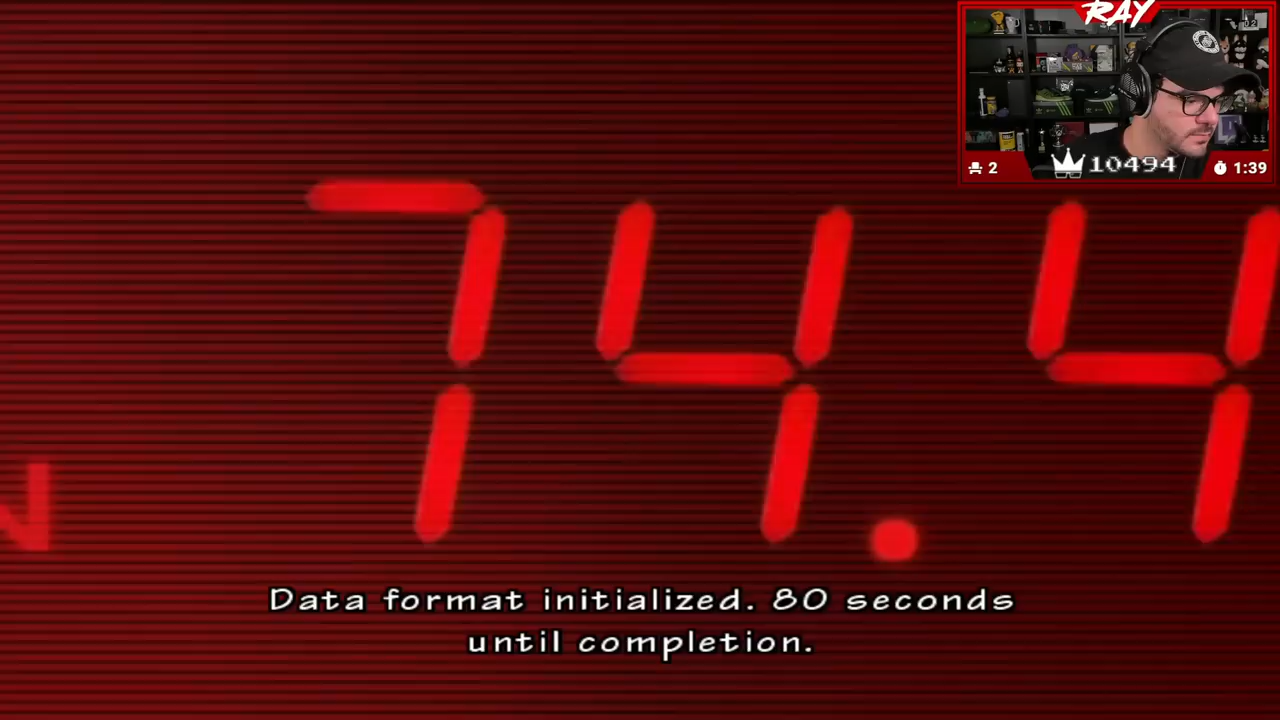 RAY
2
10494
1:39
74.4
N
Data format initialized. 80 seconds
until completion.